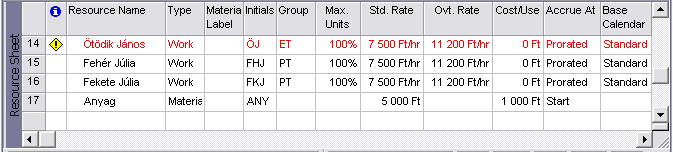 Resource Name Type Materia Label Initials Group Max. Units Std. Rate Ovt. Rate Cost/Use Accrue At Base Calendar
14 Ötödik János Work ÖJ ET 100% 7 500 Ft/hr 11 200 Ft/hr 0 Ft Prorated Standard
15 Fehér Júlia Work FHJ PT 100% 7 500 Ft/hr 11 200 Ft/hr 0 Ft Prorated Standard
16 Fekete Júlia Work FKJ PT 100% 7 500 Ft/hr 11 200 Ft/hr 0 Ft Prorated Standard
17 Anyag Materia ANY 5 000 Ft 1 000 Ft Start
Resource Sheet